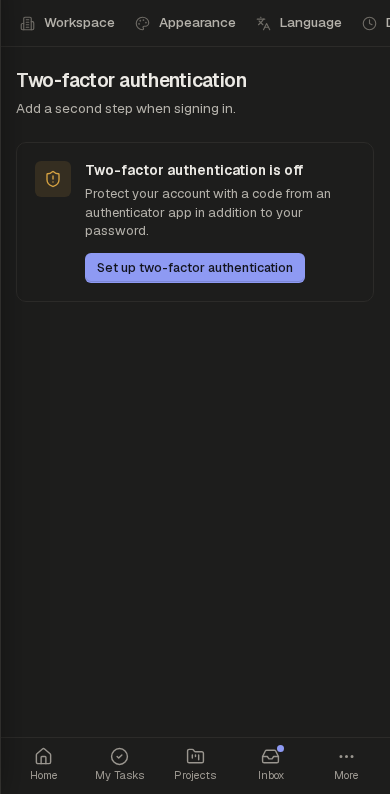 Workspace
Appearance
Language
Two-factor authentication
Add a second step when signing in.
Two-factor authentication is off
Protect your account with a code from an
authenticator app in addition to your
password.
Set up two-factor authentication
Home
My Tasks
Projects
Inbox
More